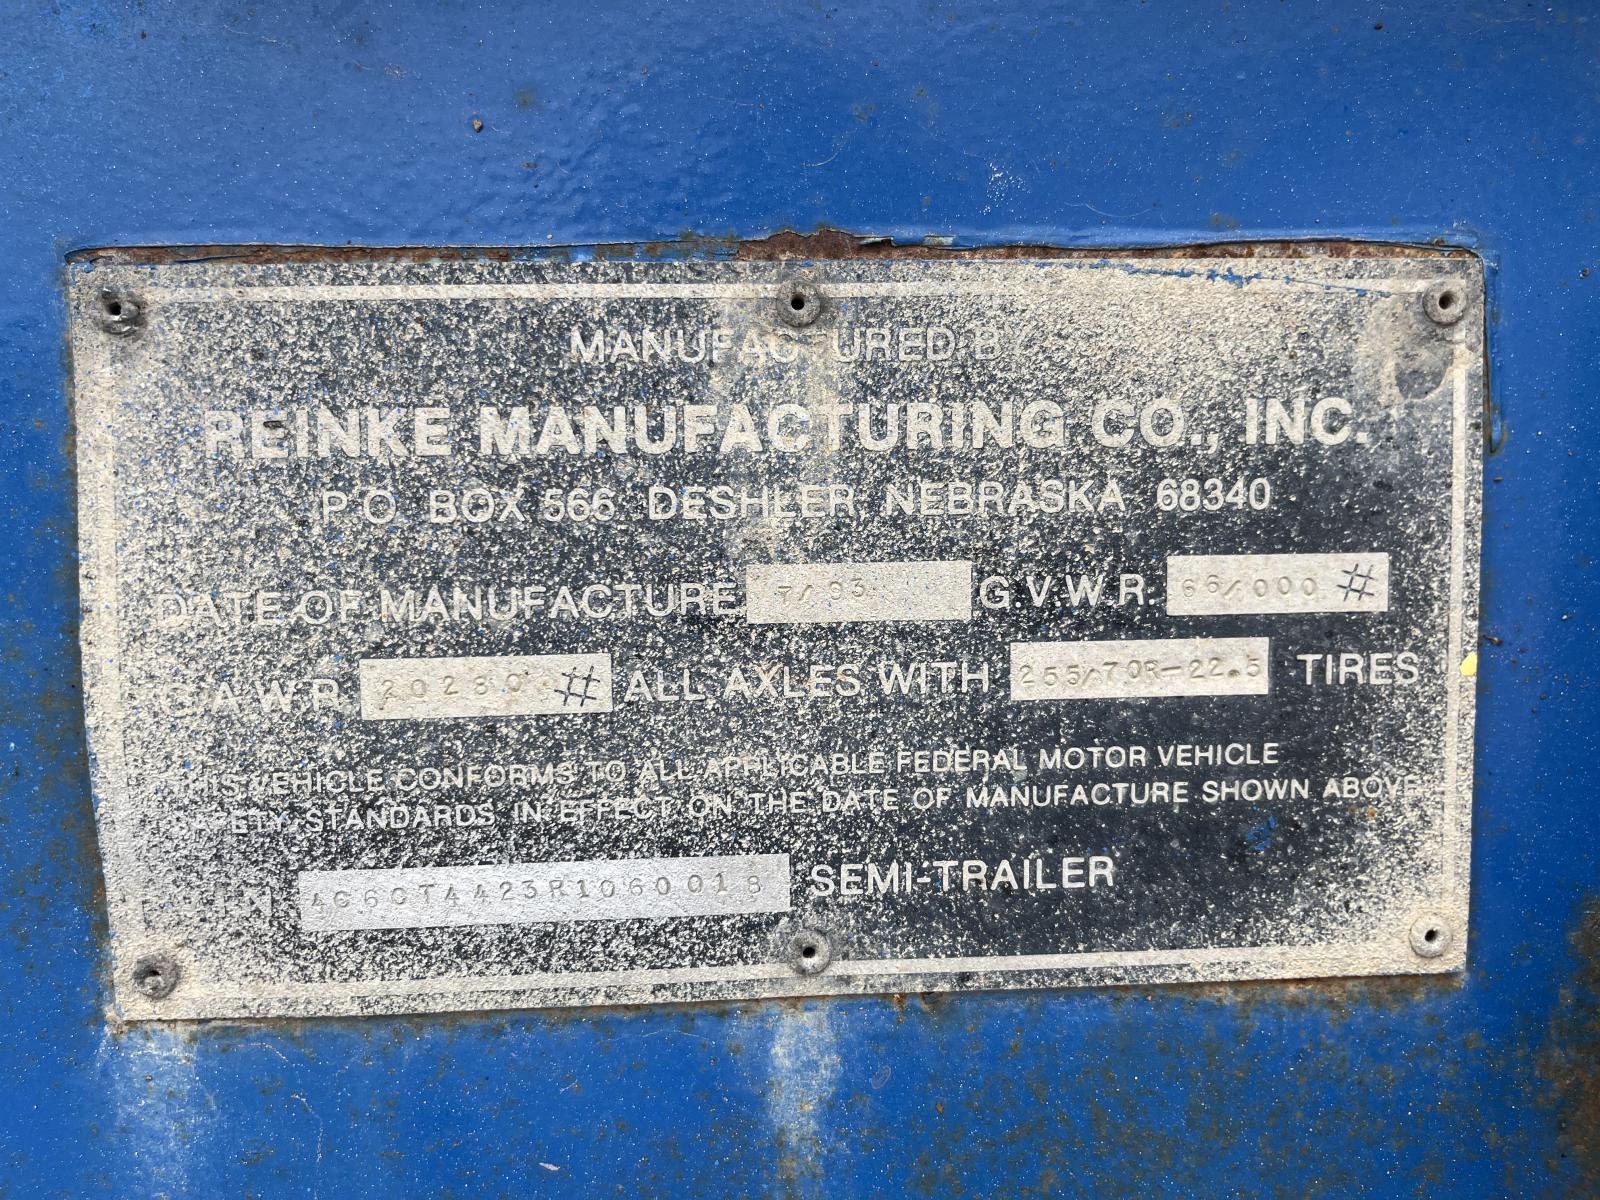 MANUFACTURED BY
REINKE MANUFACTURING CO., INC.
P.O. BOX 566 DESHLER, NEBRASKA 68340
DATE OF MANUFACTURE 7/93 G.V.W.R. 66/000 #
G.A.W.R. 20280 # ALL AXLES WITH 255/70R-22.5 TIRES
THIS VEHICLE CONFORMS TO ALL APPLICABLE FEDERAL MOTOR VEHICLE
SAFETY STANDARDS IN EFFECT ON THE DATE OF MANUFACTURE SHOWN ABOVE
SEMI-TRAILER